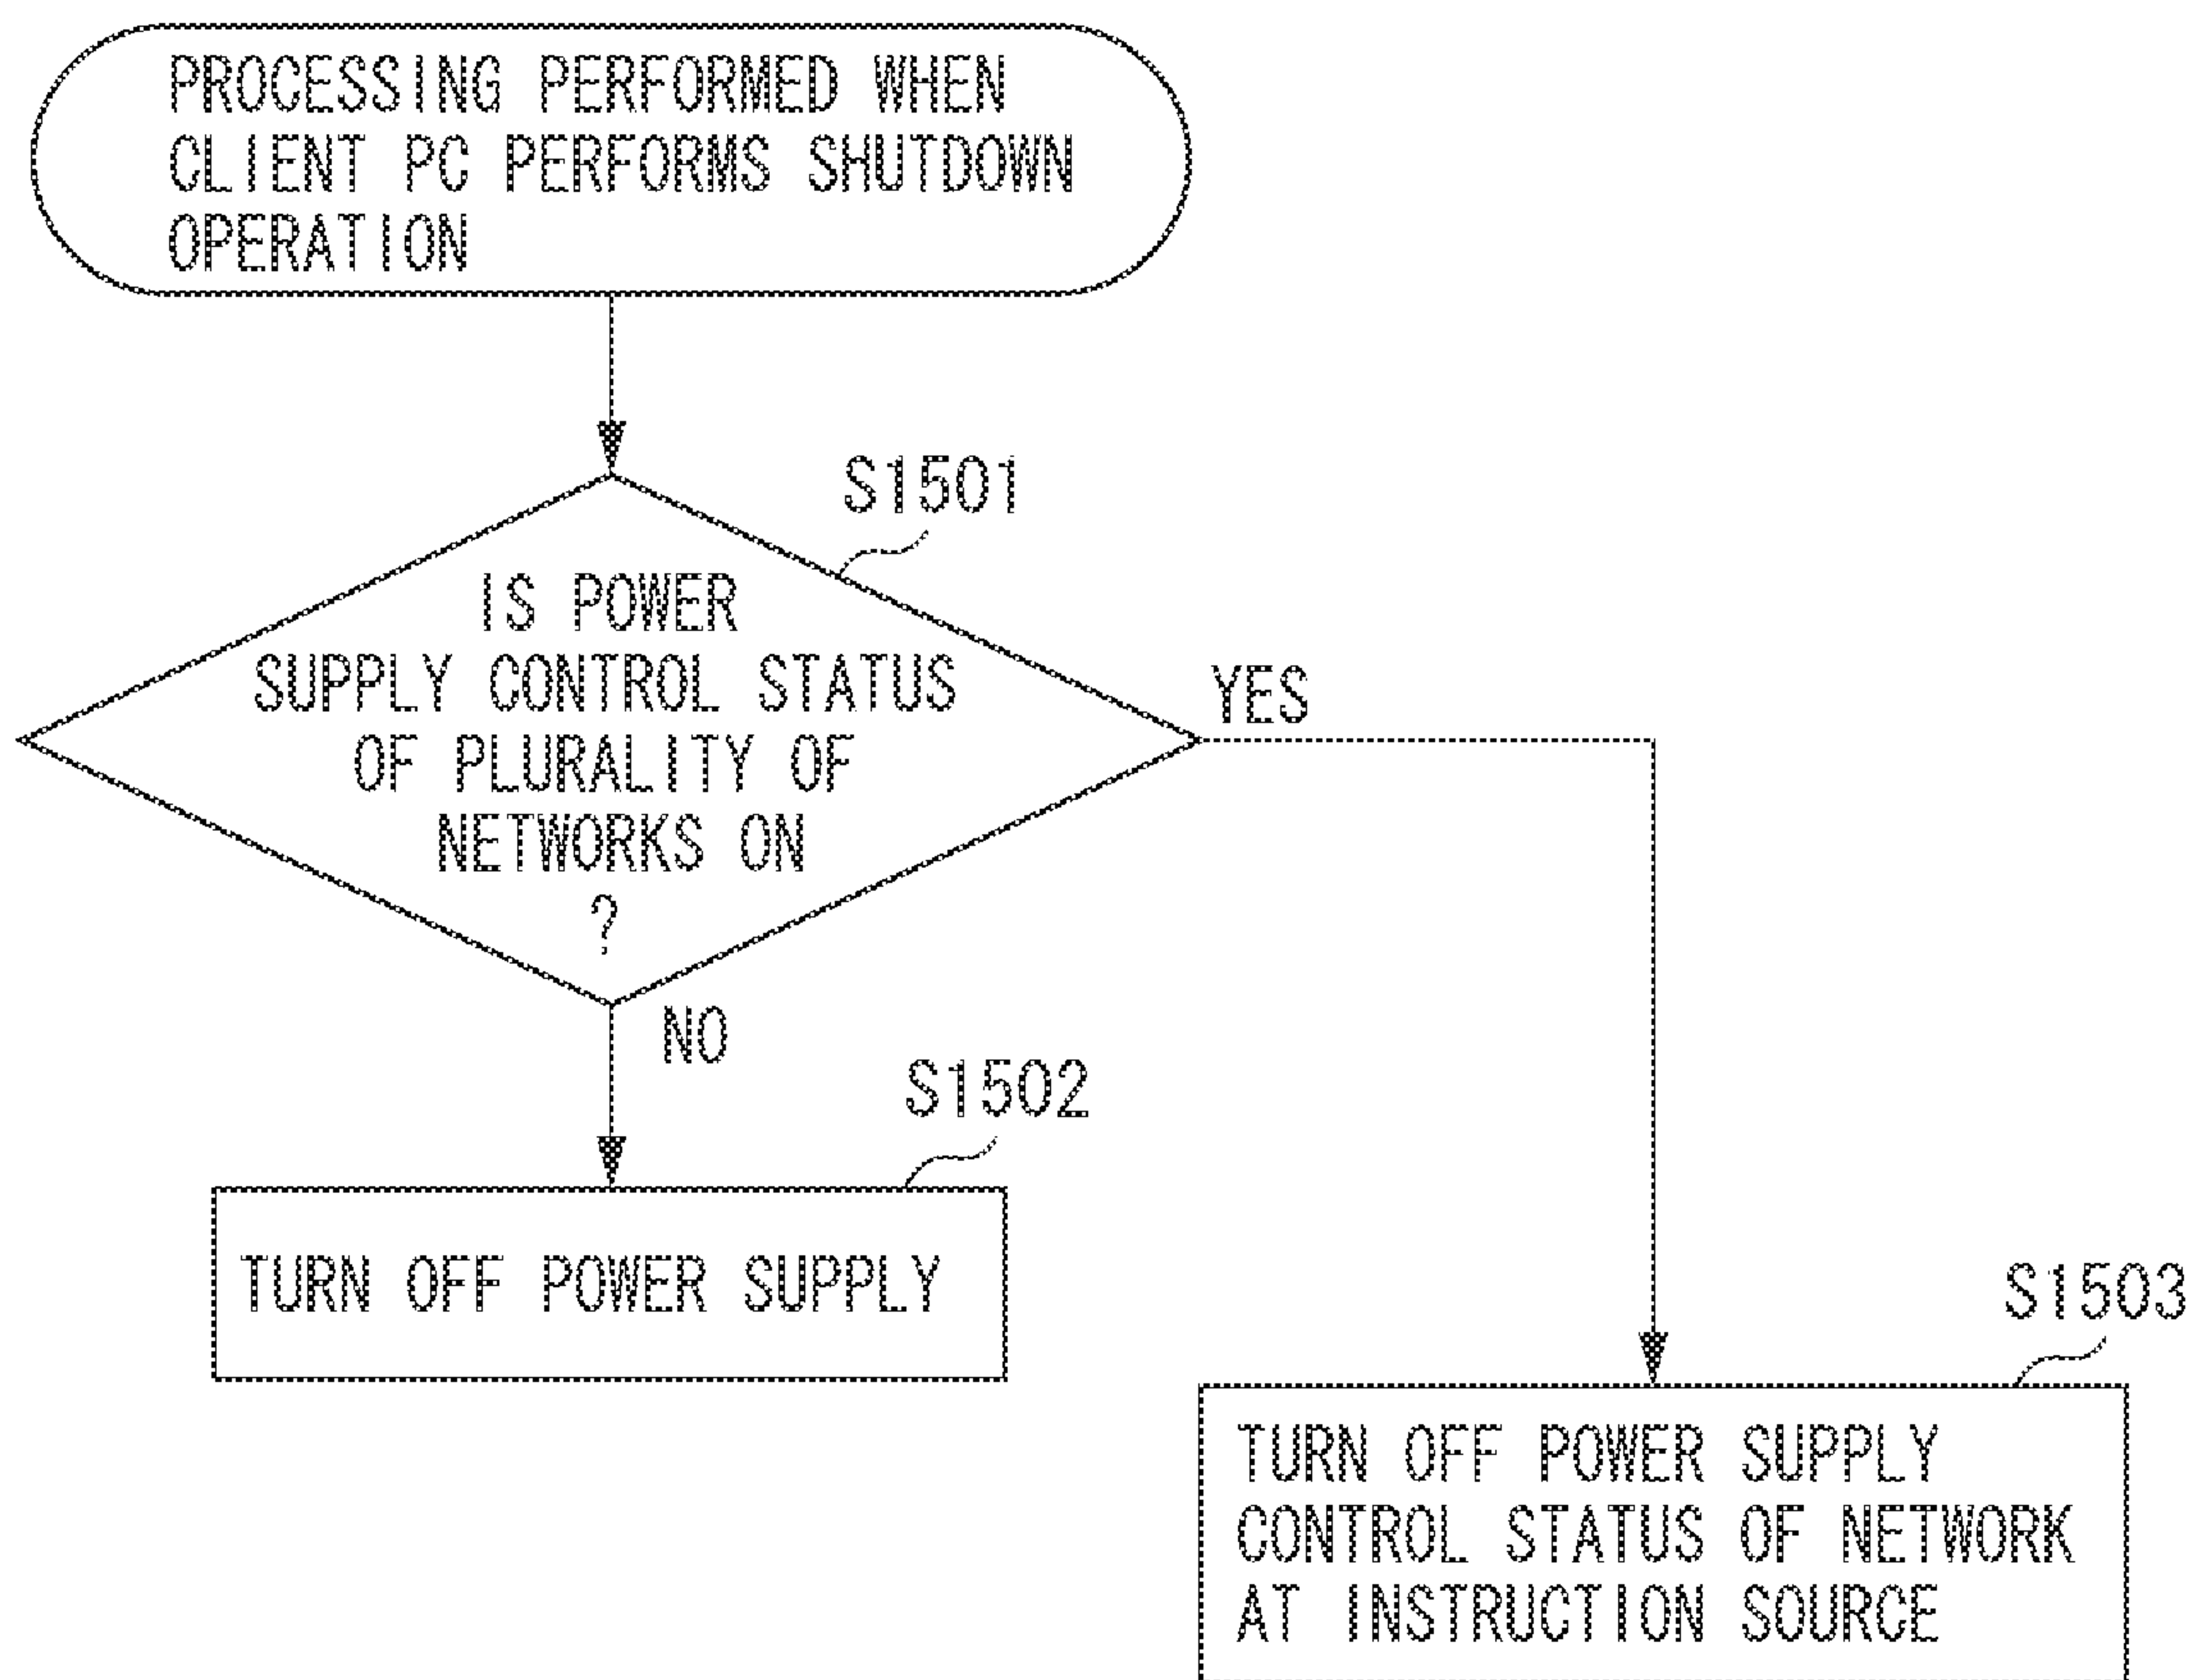 PROCESSING PERFORMED WHEN
CLIENT PC PERFORMS SHUTDOWN
OPERATION
S1501
IS POWER
SUPPLY CONTROL STATUS
OF PLURALITY OF
NETWORKS ON
?
YES
NO
S1502
TURN OFF POWER SUPPLY
S1503
TURN OFF POWER SUPPLY
CONTROL STATUS OF NETWORK
AT INSTRUCTION SOURCE